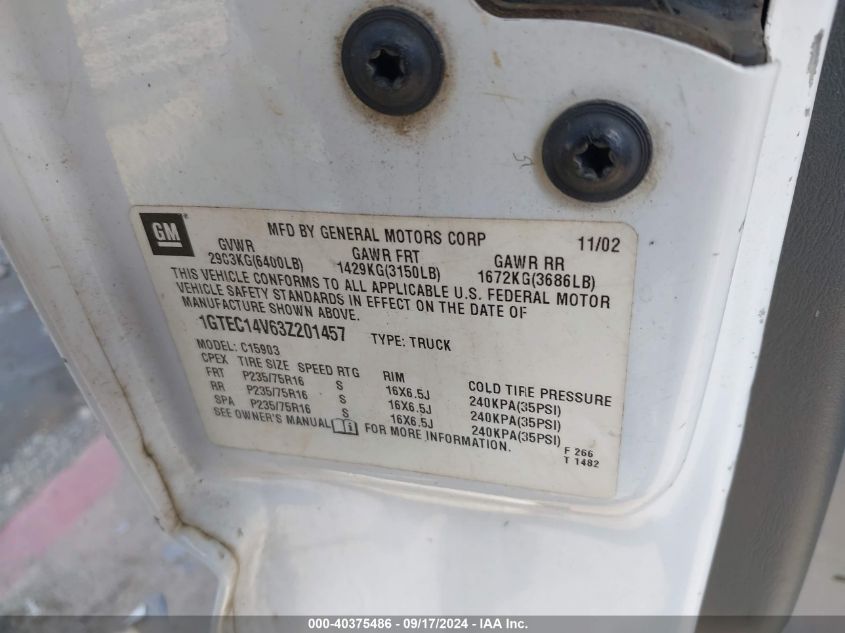 GM
MFD BY GENERAL MOTORS CORP 11/02
GVWR GAWR FRT GAWR RR
2903KG(6400LB) 1429KG(3150LB) 1672KG(3686LB)
THIS VEHICLE CONFORMS TO ALL APPLICABLE U.S. FEDERAL MOTOR
VEHICLE SAFETY STANDARDS IN EFFECT ON THE DATE OF
MANUFACTURE SHOWN ABOVE.
1GTEC14V63Z201457 TYPE: TRUCK
MODEL: C15903
CPEX TIRE SIZE SPEED RTG RIM COLD TIRE PRESSURE
FRT P235/75R16 S 16X6.5J 240KPA(35PSI)
RR P235/75R16 S 16X6.5J 240KPA(35PSI)
SPA P235/75R16 S 16X6.5J 240KPA(35PSI)
SEE OWNER'S MANUAL FOR MORE INFORMATION.
F 266
T 1482
000-40375486 - 09/17/2024 - IAA Inc.